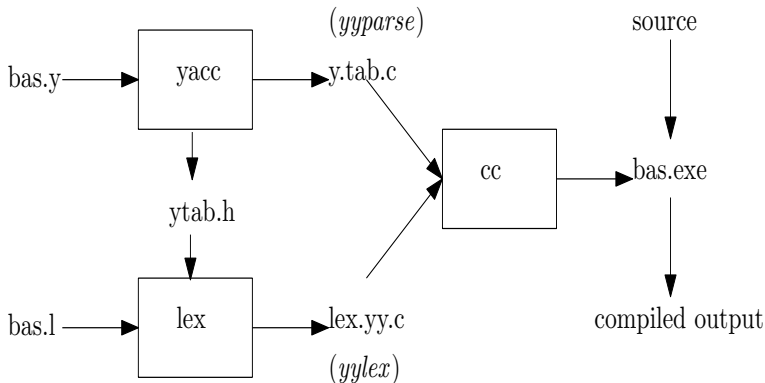 (yyparse)
source
bas.y
yacc
y.tab.c
cc
bas.exe
ytab.h
bas.l
lex
lex.yy.c
compiled output
(yylex)